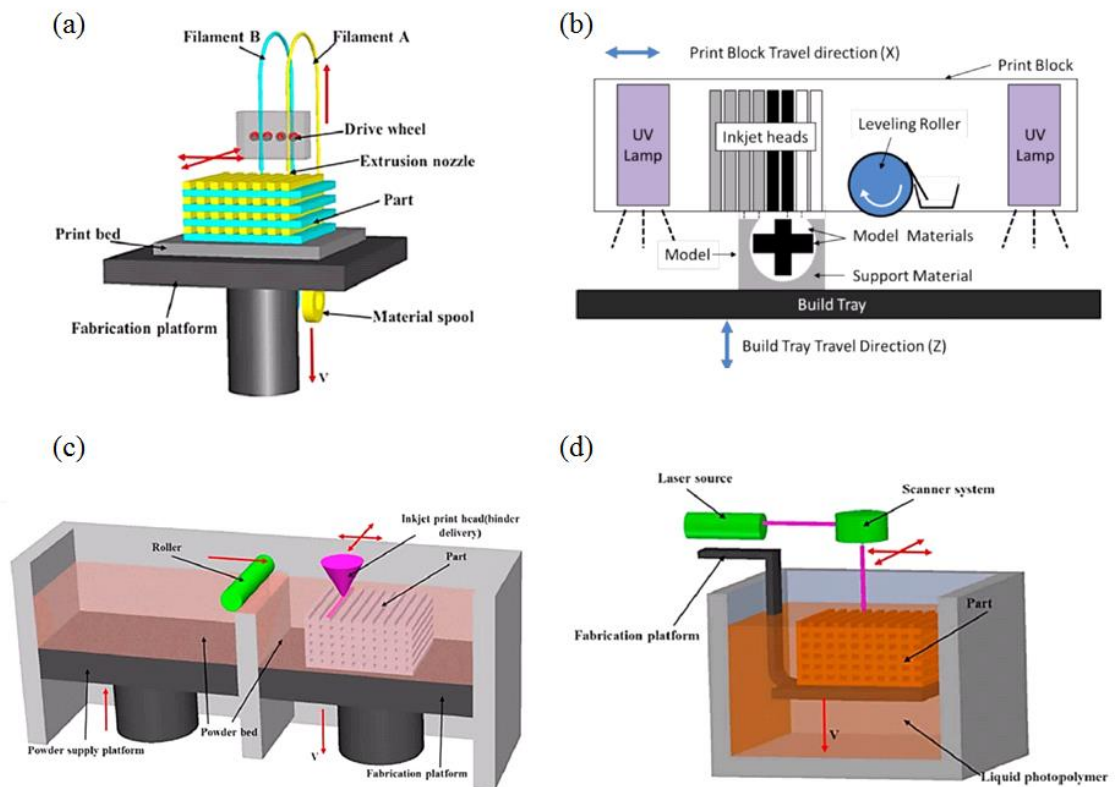 (a)
Filament B
Filament A
Drive wheel
Extrusion nozzle
Part
Print bed
Fabrication platform
Material spool
V
(b)
Print Block Travel direction (X)
Print Block
UV
Lamp
Inkjet heads
Leveling Roller
UV
Lamp
Model
Model Materials
Support Material
Build Tray
Build Tray Travel Direction (Z)
(c)
Inkjet print head(binder
delivery)
Roller
Part
Powder bed
Powder supply platform
V
Fabrication platform
(d)
Laser source
Scanner system
Fabrication platform
Part
V
Liquid photopolymer